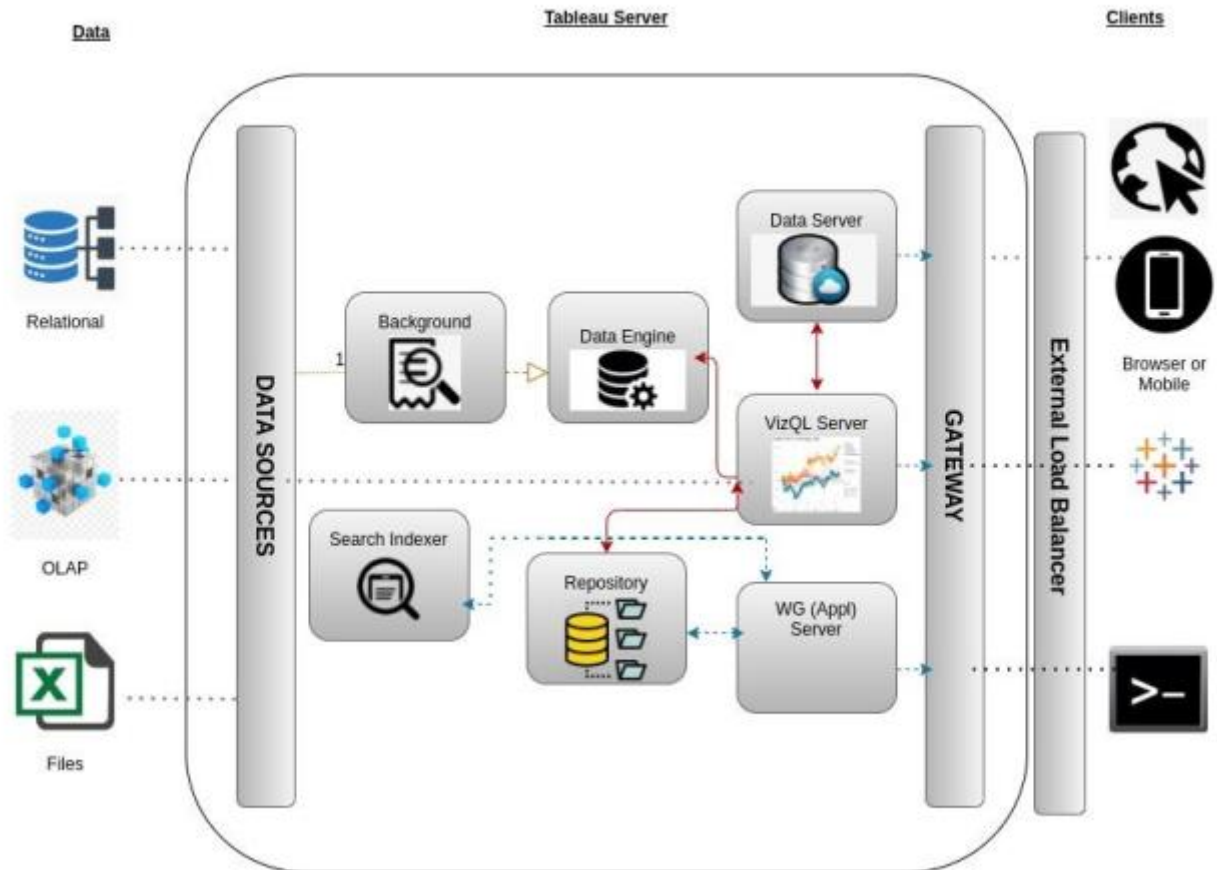 Data
Tableau Server
Clients
Relational
OLAP
Files
DATA SOURCES
1
Background
Data Engine
Data Server
VizQL Server
Search Indexer
Repository
WG (Appl)
Server
GATEWAY
External Load Balancer
Browser or
Mobile
>-